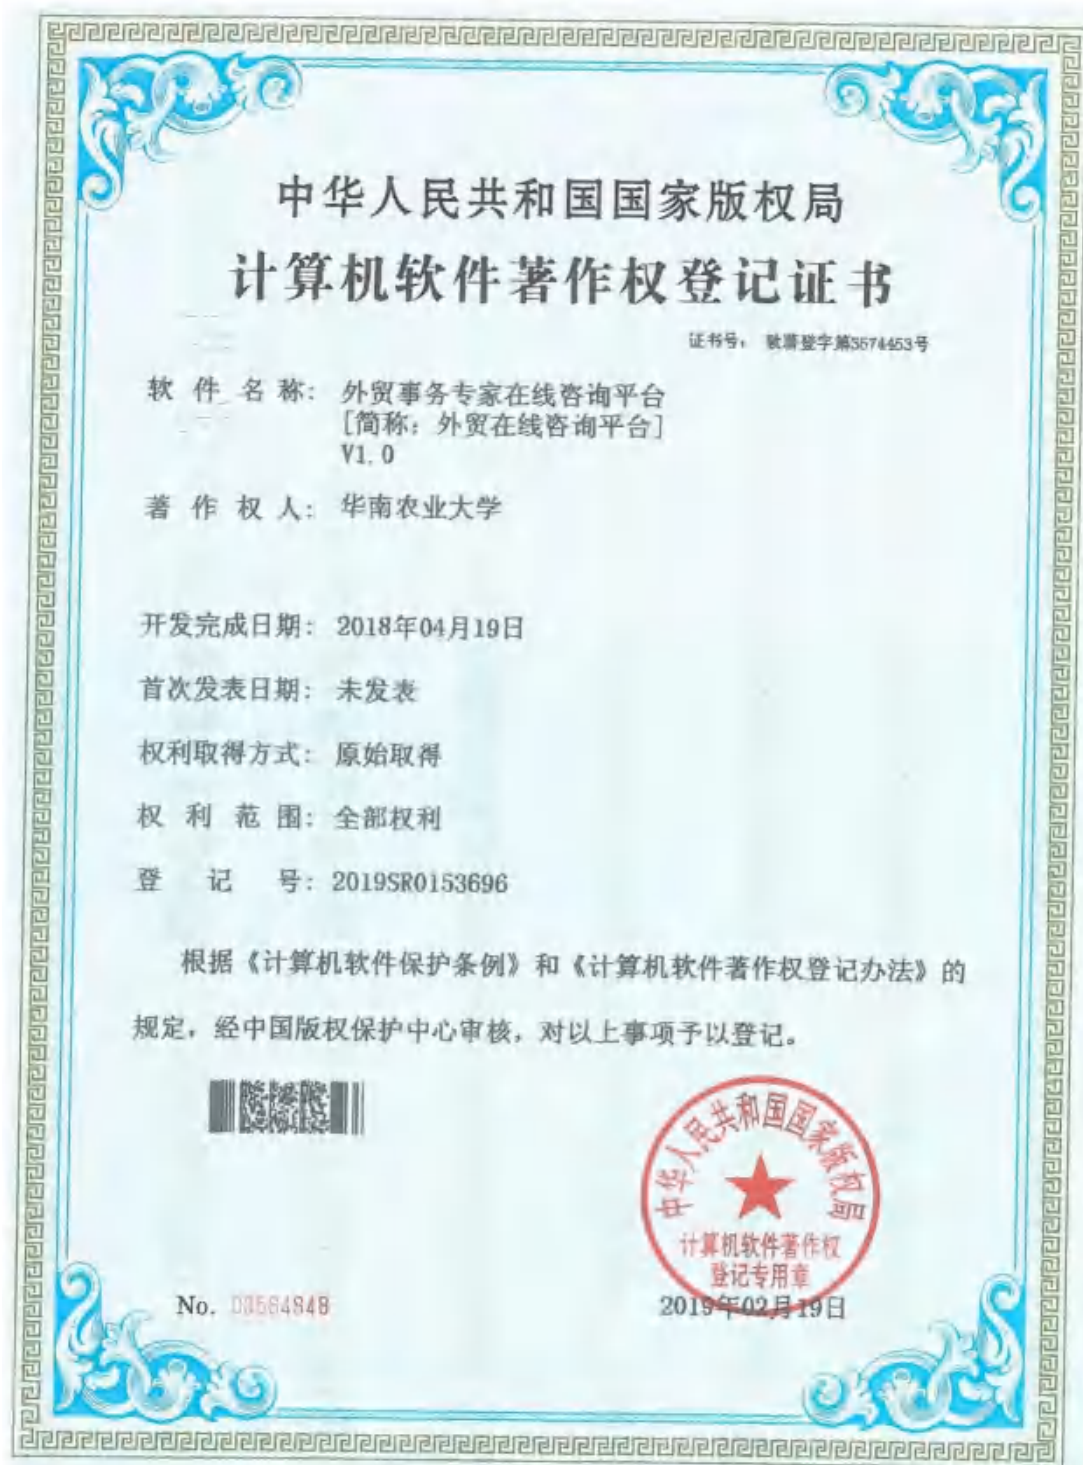 中华人民共和国国家版权局
计算机软件著作权登记证书
证书号： 软著登字第3574453号
软件名称： 外贸事务专家在线咨询平台
[简称：外贸在线咨询平台]
V1.0
著作权人： 华南农业大学
开发完成日期： 2018年04月19日
首次发表日期： 未发表
权利取得方式： 原始取得
权利范围： 全部权利
登记号： 2019SR0153696
根据《计算机软件保护条例》和《计算机软件著作权登记办法》的
规定，经中国版权保护中心审核，对以上事项予以登记。
中华人民共和国国家版权局
计算机软件著作权
登记专用章
No. 03564848
2019年02月19日